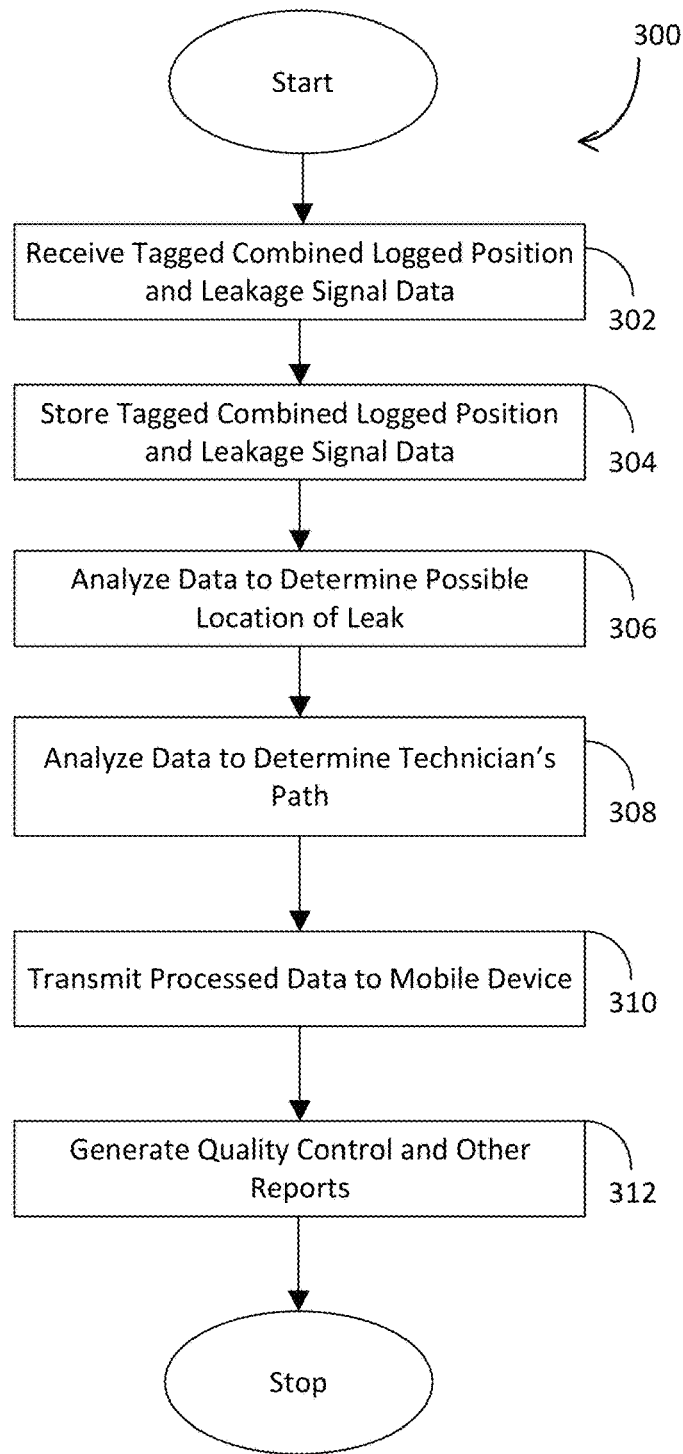 300
Start
Receive Tagged Combined Logged Position
and Leakage Signal Data
302
Store Tagged Combined Logged Position
and Leakage Signal Data
304
Analyze Data to Determine Possible
Location of Leak
306
Analyze Data to Determine Technician's
Path
308
Transmit Processed Data to Mobile Device
310
Generate Quality Control and Other
Reports
312
Stop